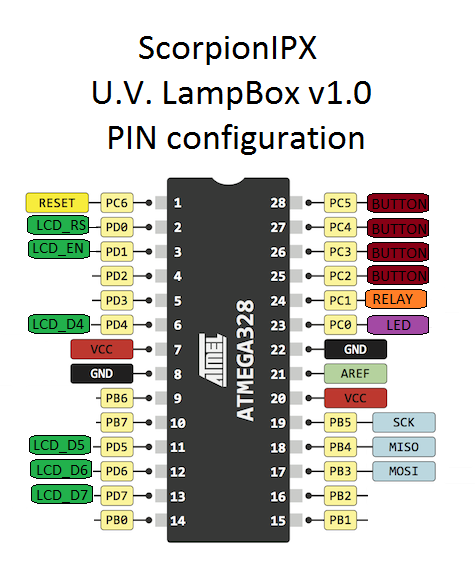 ScorpionIPX
U.V. LampBox v1.0
PIN configuration
RESET PC6 1 28 PC5 BUTTON
LCD_RS PD0 2 27 PC4 BUTTON
LCD_EN PD1 3 26 PC3 BUTTON
PD2 4 25 PC2 BUTTON
PD3 5 24 PC1 RELAY
LCD_D4 PD4 6 23 PC0 LED
VCC 7 22 GND
GND 8 21 AREF
PB6 9 20 VCC
PB7 10 19 PB5 SCK
LCD_D5 PD5 11 18 PB4 MISO
LCD_D6 PD6 12 17 PB3 MOSI
LCD_D7 PD7 13 16 PB2
PB0 14 15 PB1
ATMEL
ATMEGA328